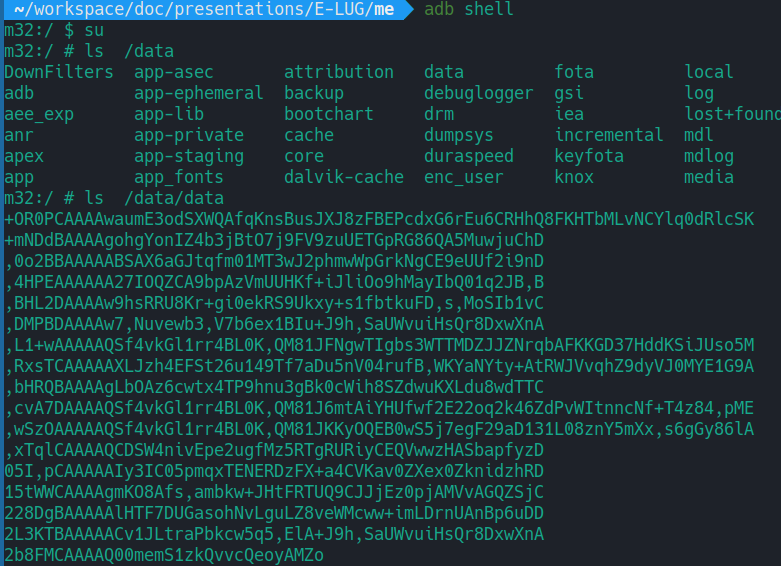 ~/workspace/doc/presentations/E-LUG/me adb shell
m32:/ $ su
m32:/ # ls  /data
DownFilters app-asec attribution data fota local
adb app-ephemeral backup debuglogger gsi log
aee_exp app-lib bootchart drm iea lost+found
anr app-private cache dumpsys incremental mdl
apex app-staging core duraspeed keyfota mdlog
app app_fonts dalvik-cache enc_user knox media
m32:/ # ls  /data/data
+OR0PCAAAAwaumE3odSXWQAfqKnsBusJXJ8zFBEPcdxG6rEu6CRHhQ8FKHTbMLvNCYlq0dRlcSK
+mNDdBAAAAgohgYonIZ4b3jBtO7j9FV9zuUETGpRG86QA5MuwjuChD
,0o2BBAAAAABSAX6aGJtqfm01MT3wJ2phmwWpGrkNgCE9eUUf2i9nD
,4HPEAAAAAA27IOQZCA9bpAzVmUUHKf+iJliOo9hMayIbQ01q2JB,B
,BHL2DAAAAw9hsRRU8Kr+gi0ekRS9Ukxy+s1fbtkuFD,s,MoSIb1vC
,DMPBDAAAAw7,Nuvewb3,V7b6ex1BIu+J9h,SaUWvuiHsQr8DxwXnA
,L1+wAAAAAQSf4vkGl1rr4BL0K,QM81JFNgwTIgbs3WTTMDZJJZNrqbAFKKGD37HddKSiJUso5M
,RxsTCAAAAAXLJzh4EFSt26u149Tf7aDu5nV04rufB,WKYaNYty+AtRWJVvqhZ9dyVJ0MYE1G9A
,bHRQBAAAAgLbOAz6cwtx4TP9hnu3gBk0cWih8SZdwuKXLdu8wdTTC
,cvA7DAAAAQSf4vkGl1rr4BL0K,QM81J6mtAiYHUfwf2E22oq2k46ZdPvWItnncNf+T4z84,pME
,wSzOAAAAAQSf4vkGl1rr4BL0K,QM81JKKyOQEB0wS5j7egF29aD131L08znY5mXx,s6gGy86lA
,xTqlCAAAAQCDSW4nivEpe2ugfMz5RTgRURiyCEQVwwzHASbapfyzD
05I,pCAAAAAIy3IC05pmqxTENERDzFX+a4CVKav0ZXex0ZknidzhRD
15tWWCAAAAgmKO8Afs,ambkw+JHtFRTUQ9CJJjEz0pjAMVvAGQZSjC
228DgBAAAAAlHTF7DUGasohNvLguLZ8veWMcww+imLDrnUAnBp6uDD
2L3KTBAAAAACv1JLtraPbkcw5q5,ElA+J9h,SaUWvuiHsQr8DxwXnA
2b8FMCAAAAQ00memS1zkQvvcQeoyAMZo